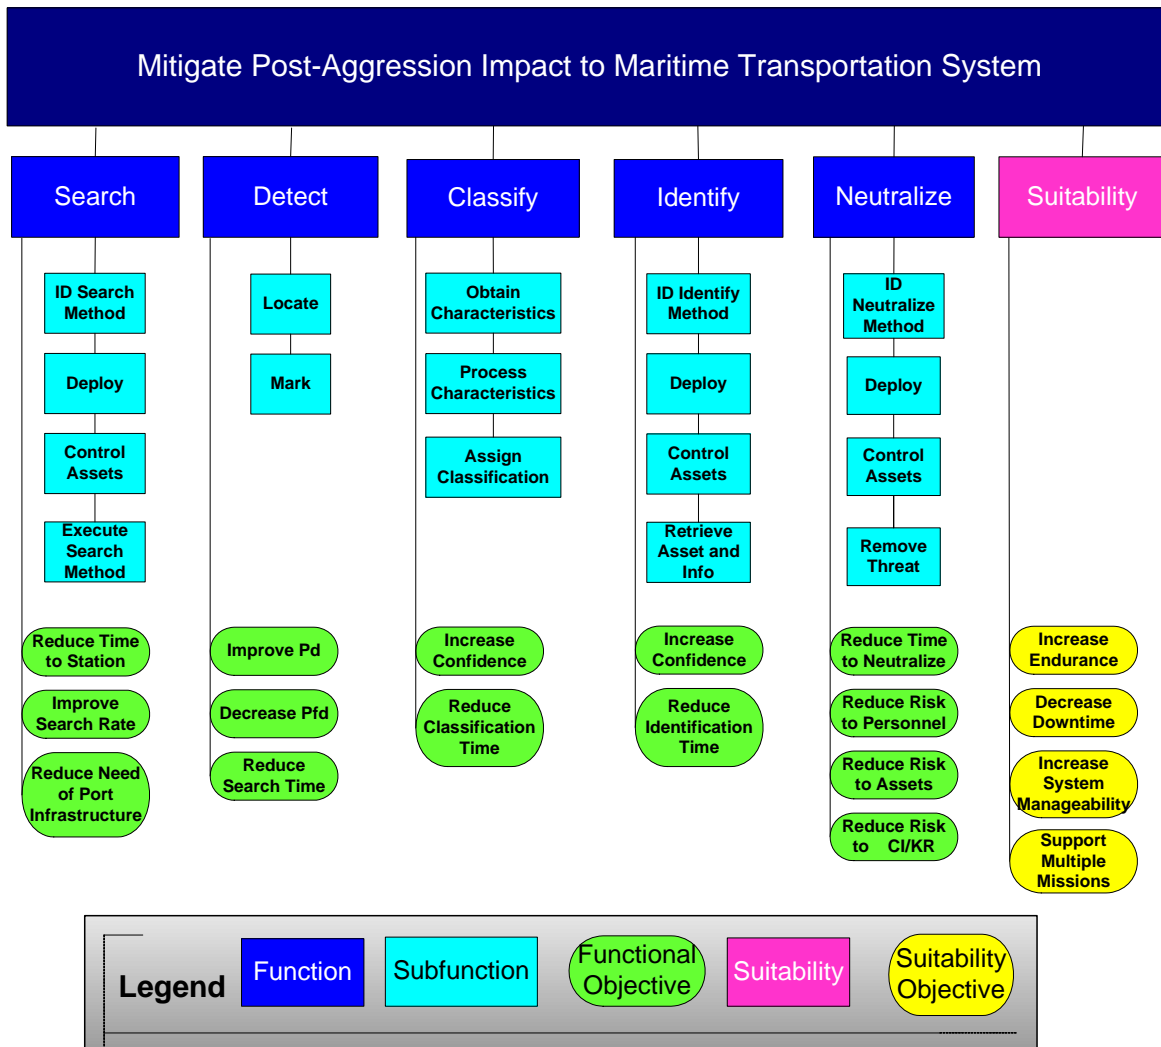 Mitigate Post-Aggression Impact to Maritime Transportation System
Search
Detect
Classify
Identify
Neutralize
Suitability
ID Search
Method
Deploy
Control
Assets
Execute
Search
Method
Reduce Time
to Station
Improve
Search Rate
Reduce Need
of Port
Infrastructure
Locate
Mark
Improve Pd
Decrease Pfd
Reduce
Search Time
Obtain
Characteristics
Process
Characteristics
Assign
Classification
Increase
Confidence
Reduce
Classification
Time
ID Identify
Method
Deploy
Control
Assets
Retrieve
Asset and
Info
Increase
Confidence
Reduce
Identification
Time
ID
Neutralize
Method
Deploy
Control
Assets
Remove
Threat
Reduce Time
to Neutralize
Reduce Risk
to Personnel
Reduce Risk
to Assets
Reduce Risk
to CI/KR
Increase
Endurance
Decrease
Downtime
Increase
System
Manageability
Support
Multiple
Missions
Legend
Function
Subfunction
Functional
Objective
Suitability
Suitability
Objective